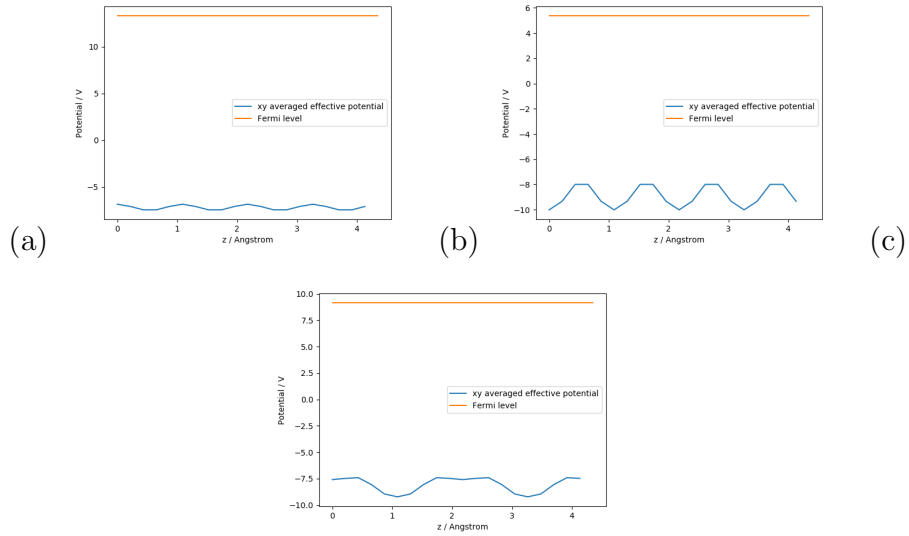 10
5
0
−5
Potential / V
xy averaged effective potential
Fermi level
0
1
2
3
4
z / Angstrom
(a)
6
4
2
0
−2
−4
−6
−8
−10
Potential / V
xy averaged effective potential
Fermi level
0
1
2
3
4
z / Angstrom
(b)
(c)
10.0
7.5
5.0
2.5
0.0
−2.5
−5.0
−7.5
−10.0
Potential / V
xy averaged effective potential
Fermi level
0
1
2
3
4
z / Angstrom